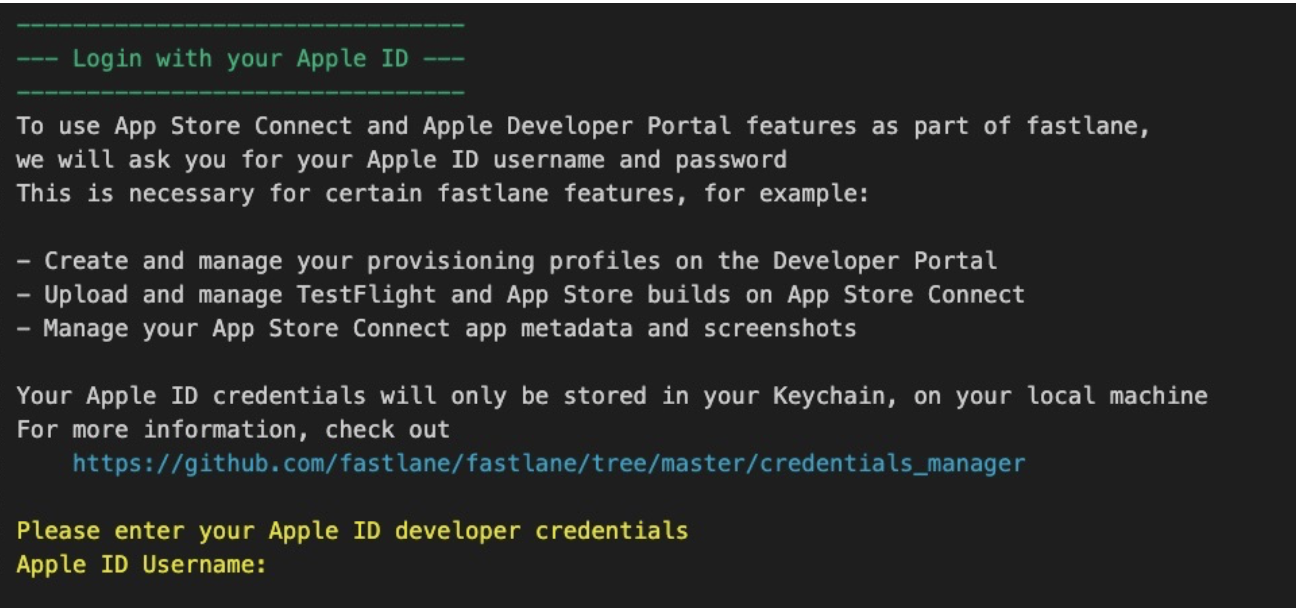 --------------------------------
--- Login with your Apple ID ---
--------------------------------
To use App Store Connect and Apple Developer Portal features as part of fastlane,
we will ask you for your Apple ID username and password
This is necessary for certain fastlane features, for example:
- Create and manage your provisioning profiles on the Developer Portal
- Upload and manage TestFlight and App Store builds on App Store Connect
- Manage your App Store Connect app metadata and screenshots
Your Apple ID credentials will only be stored in your Keychain, on your local machine
For more information, check out
https://github.com/fastlane/fastlane/tree/master/credentials_manager
Please enter your Apple ID developer credentials
Apple ID Username: